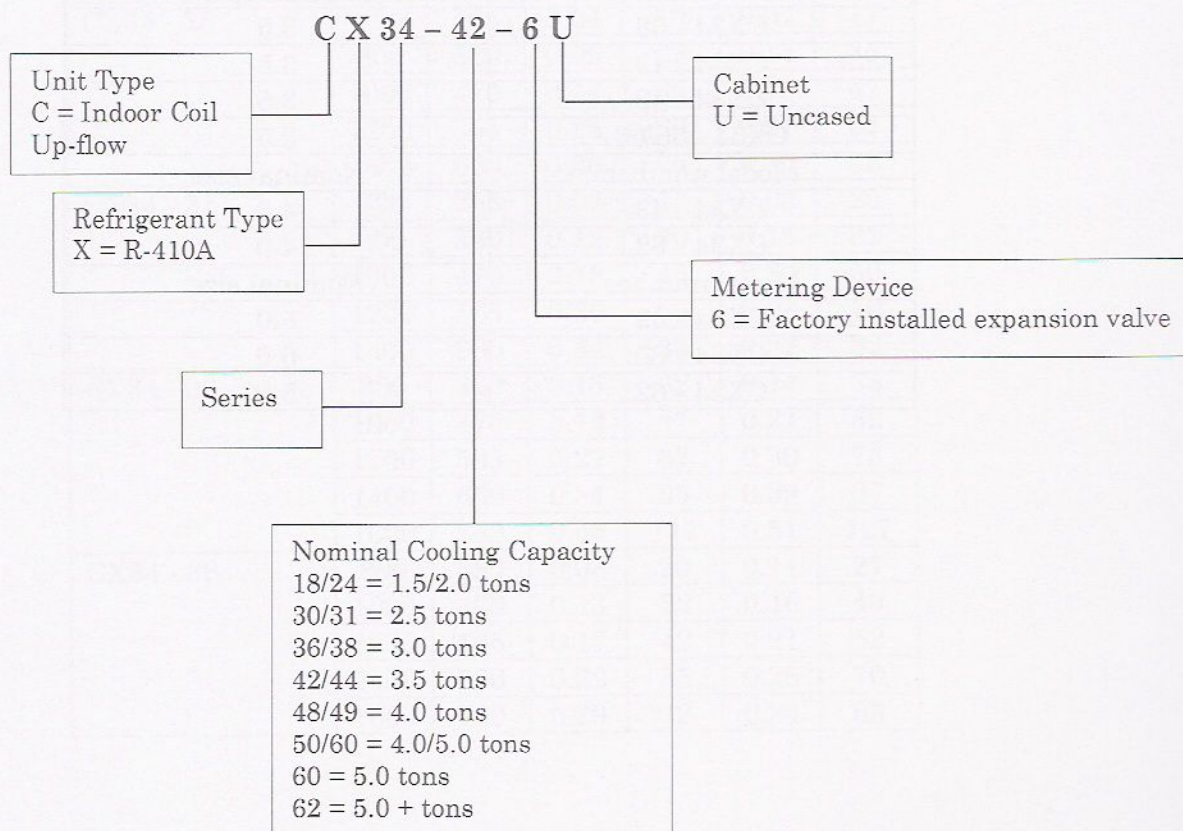 C X 34 – 42 – 6 U
Unit Type
C = Indoor Coil
Up-flow
Cabinet
U = Uncased
Refrigerant Type
X = R-410A
Metering Device
6 = Factory installed expansion valve
Series
Nominal Cooling Capacity
18/24 = 1.5/2.0 tons
30/31 = 2.5 tons
36/38 = 3.0 tons
42/44 = 3.5 tons
48/49 = 4.0 tons
50/60 = 4.0/5.0 tons
60 = 5.0 tons
62 = 5.0 + tons